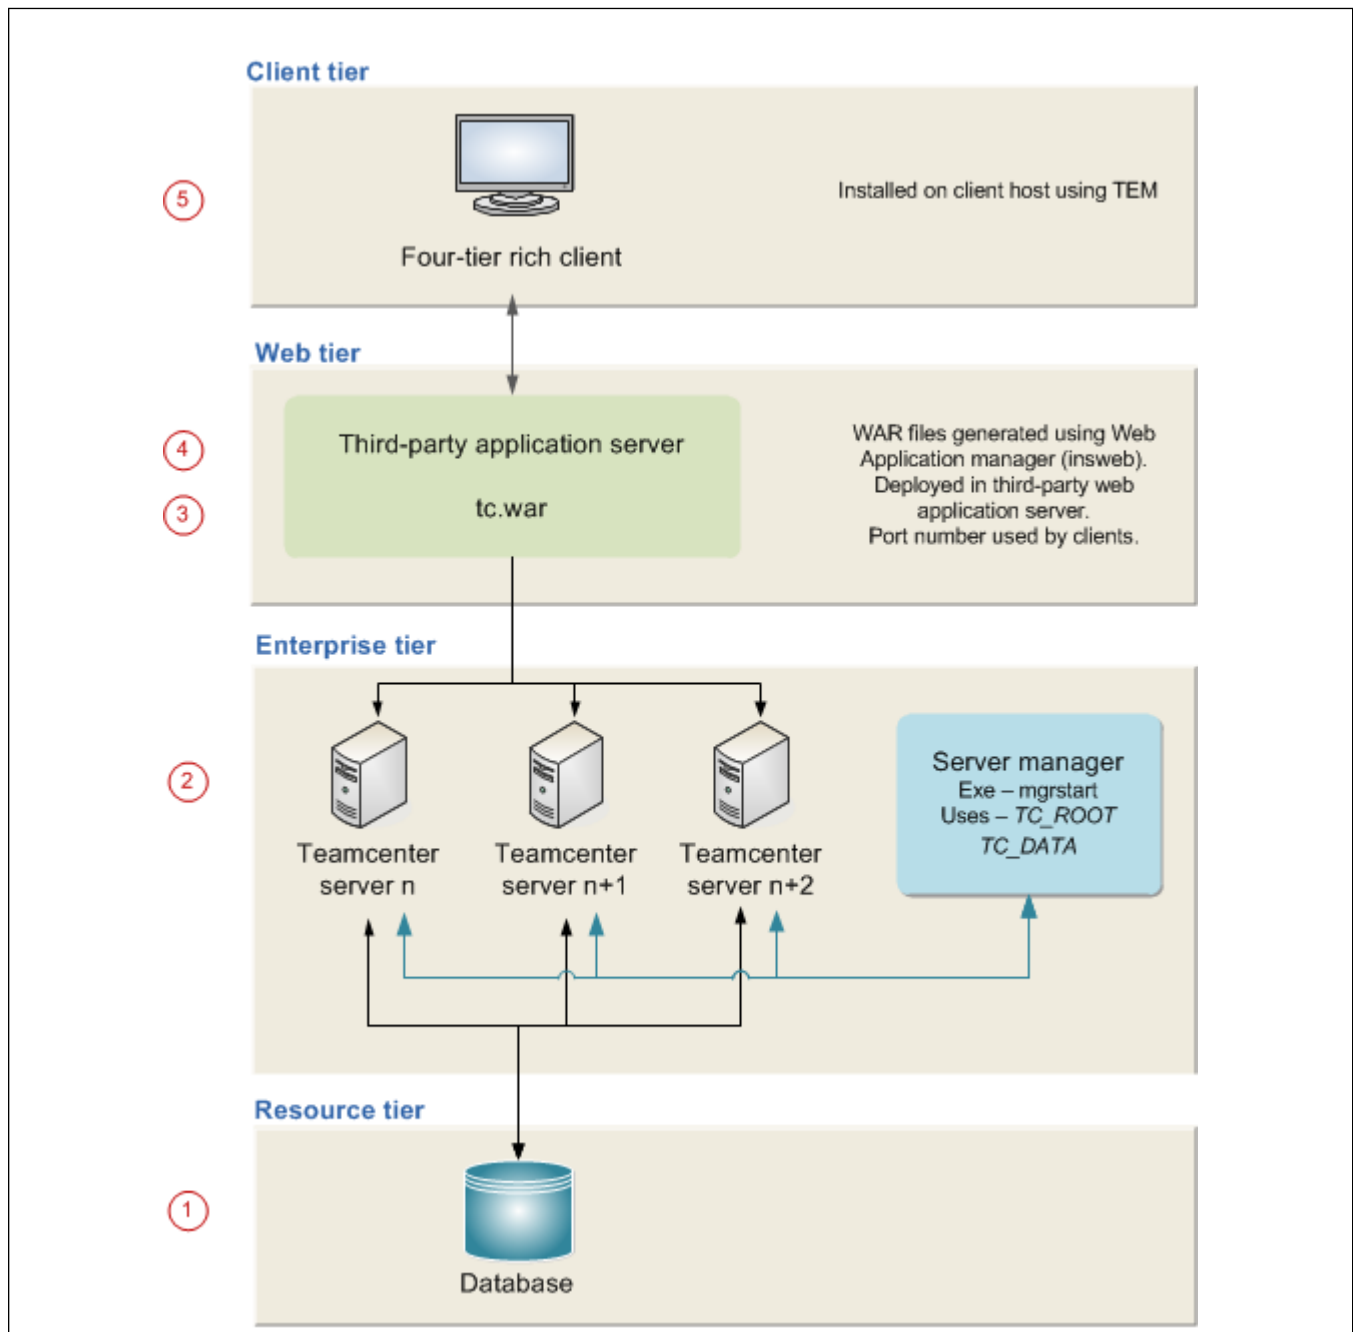 Client tier
5
Installed on client host using TEM
Four-tier rich client
Web tier
4
Third-party application server
3
tc.war
WAR files generated using Web
Application manager (insweb).
Deployed in third-party web
application server.
Port number used by clients.
Enterprise tier
2
Teamcenter
server n
Teamcenter
server n+1
Teamcenter
server n+2
Server manager
Exe – mgrstart
Uses – TC_ROOT
TC_DATA
Resource tier
1
Database